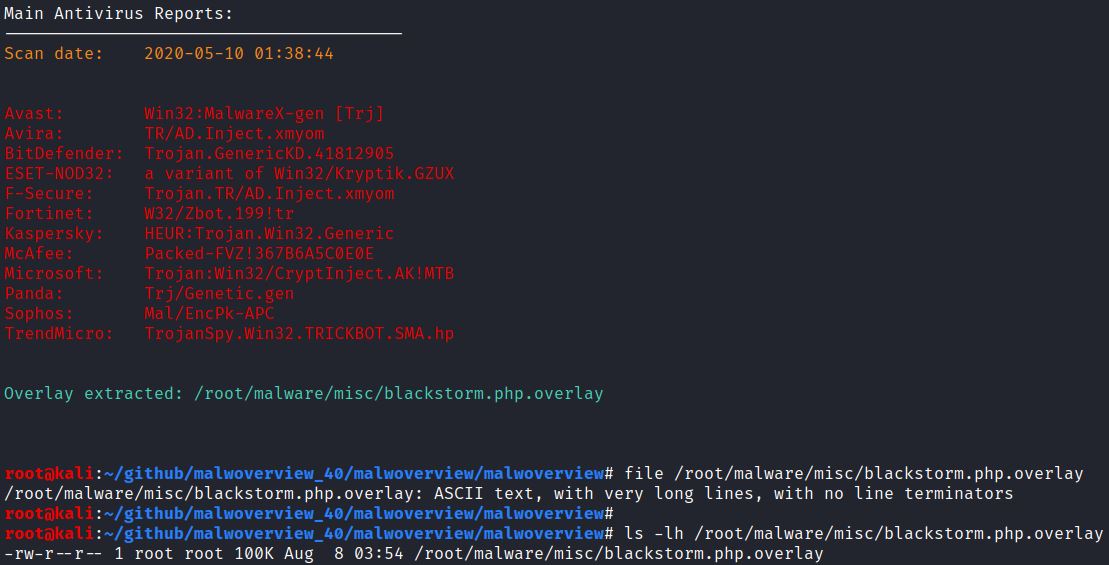 Main Antivirus Reports:
----------------------------------------
Scan date:    2020-05-10 01:38:44
Avast:        Win32:MalwareX-gen [Trj]
Avira:        TR/AD.Inject.xmyom
BitDefender:  Trojan.GenericKD.41812905
ESET-NOD32:   a variant of Win32/Kryptik.GZUX
F-Secure:     Trojan.TR/AD.Inject.xmyom
Fortinet:     W32/Zbot.199!tr
Kaspersky:    HEUR:Trojan.Win32.Generic
McAfee:       Packed-FVZ!367B6A5C0E0E
Microsoft:    Trojan:Win32/CryptInject.AK!MTB
Panda:        Trj/Genetic.gen
Sophos:       Mal/EncPk-APC
TrendMicro:   TrojanSpy.Win32.TRICKBOT.SMA.hp
Overlay extracted: /root/malware/misc/blackstorm.php.overlay
root@kali:~/github/malwoverview_40/malwoverview/malwoverview# file /root/malware/misc/blackstorm.php.overlay
/root/malware/misc/blackstorm.php.overlay: ASCII text, with very long lines, with no line terminators
root@kali:~/github/malwoverview_40/malwoverview/malwoverview#
root@kali:~/github/malwoverview_40/malwoverview/malwoverview# ls -lh /root/malware/misc/blackstorm.php.overlay
-rw-r--r-- 1 root root 100K Aug  8 03:54 /root/malware/misc/blackstorm.php.overlay